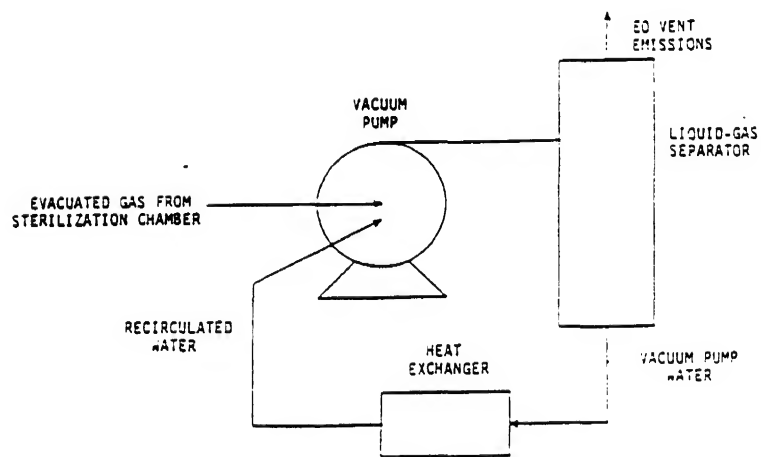 EO VENT
EMISSIONS
VACUUM
PUMP
LIQUID-GAS
SEPARATOR
EVACUATED GAS FROM
STERILIZATION CHAMBER
RECIRCULATED
WATER
HEAT
EXCHANGER
VACUUM PUMP
WATER